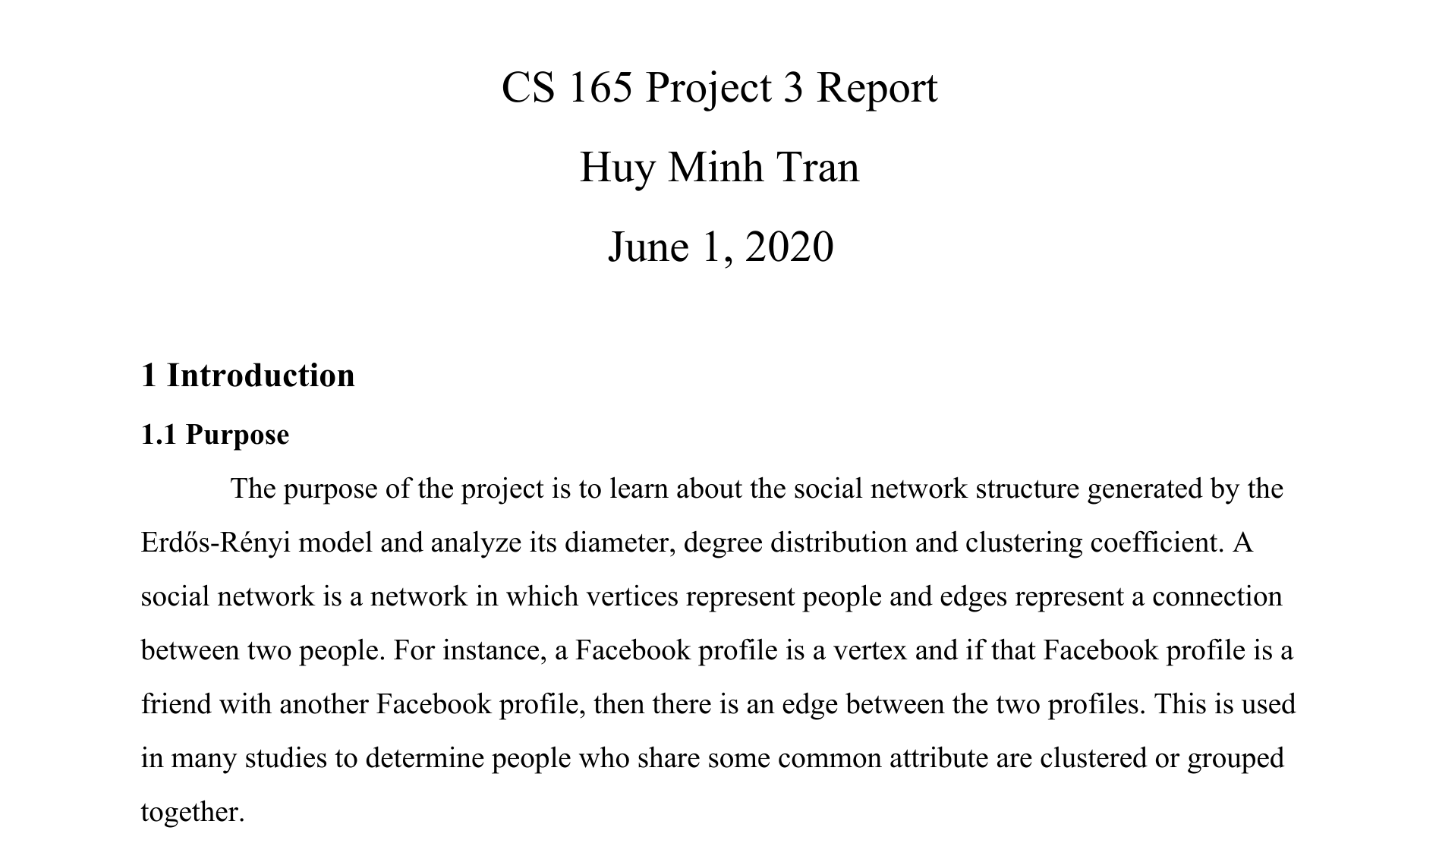 CS 165 Project 3 Report
Huy Minh Tran
June 1, 2020
1 Introduction
1.1 Purpose
The purpose of the project is to learn about the social network structure generated by the
Erdős-Rényi model and analyze its diameter, degree distribution and clustering coefficient. A
social network is a network in which vertices represent people and edges represent a connection
between two people. For instance, a Facebook profile is a vertex and if that Facebook profile is a
friend with another Facebook profile, then there is an edge between the two profiles. This is used
in many studies to determine people who share some common attribute are clustered or grouped
together.